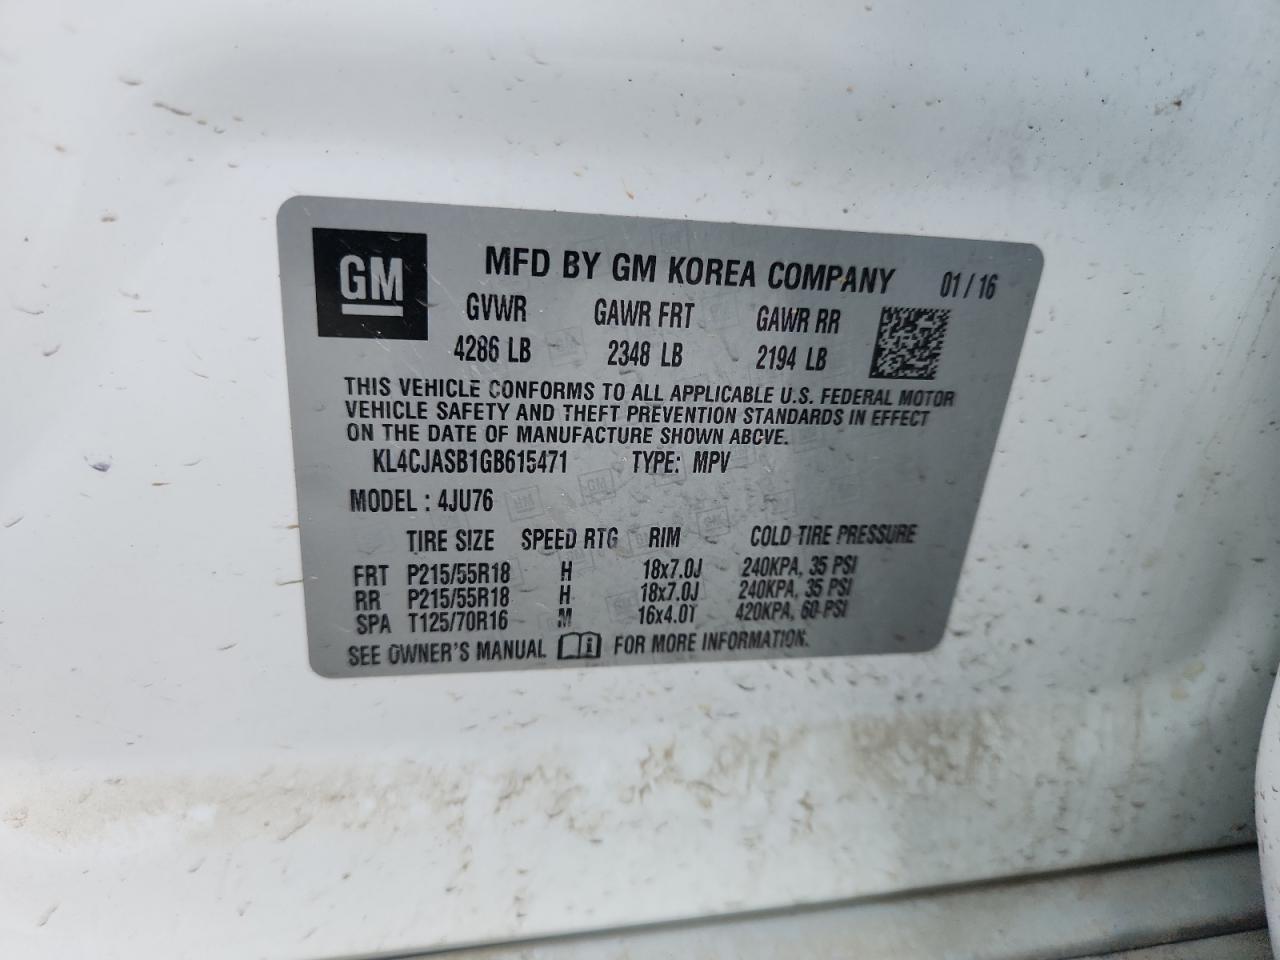 GM
MFD BY GM KOREA COMPANY 01/16
GVWR GAWR FRT GAWR RR
4286 LB 2348 LB 2194 LB
THIS VEHICLE CONFORMS TO ALL APPLICABLE U.S. FEDERAL MOTOR
VEHICLE SAFETY AND THEFT PREVENTION STANDARDS IN EFFECT
ON THE DATE OF MANUFACTURE SHOWN ABOVE.
KL4CJASB1GB615471 TYPE: MPV
MODEL : 4JU76
TIRE SIZE SPEED RTG RIM COLD TIRE PRESSURE
FRT P215/55R18 H 18x7.0J 240KPA, 35 PSI
RR P215/55R18 H 18x7.0J 240KPA, 35 PSI
SPA T125/70R16 M 16x4.0T 420KPA, 60 PSI
SEE OWNER'S MANUAL i FOR MORE INFORMATION.